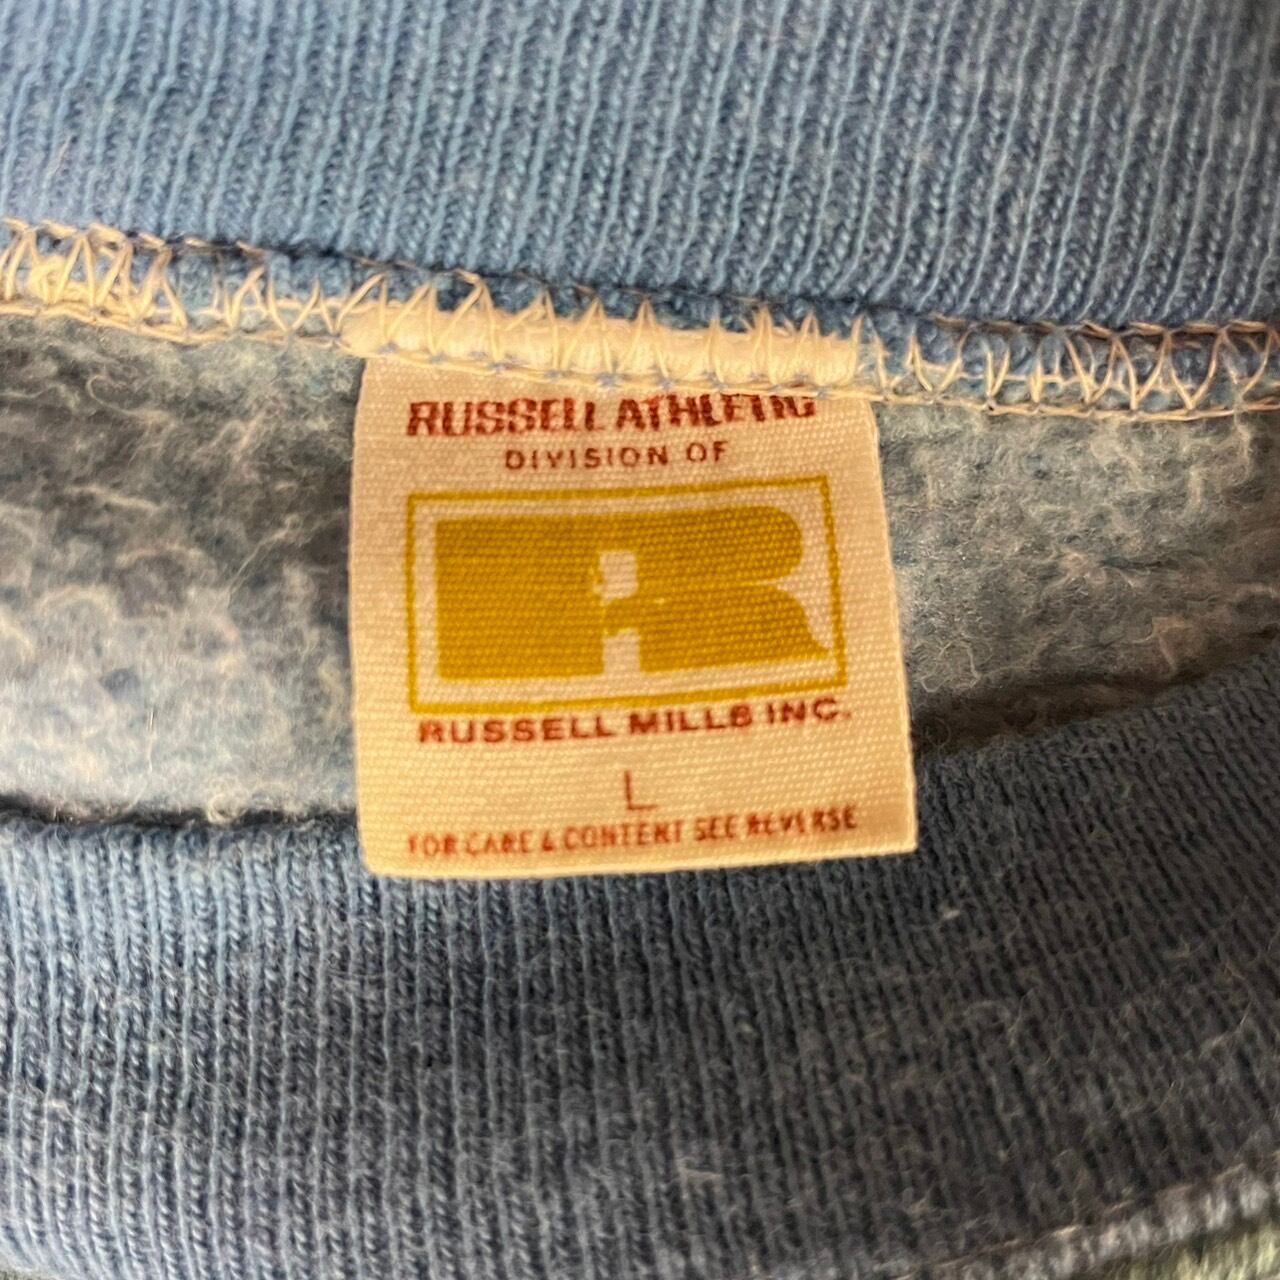 RUSSELL ATHLETIC
DIVISION OF
R
RUSSELL MILLS INC.
L
FOR CARE & CONTENT SEE REVERSE